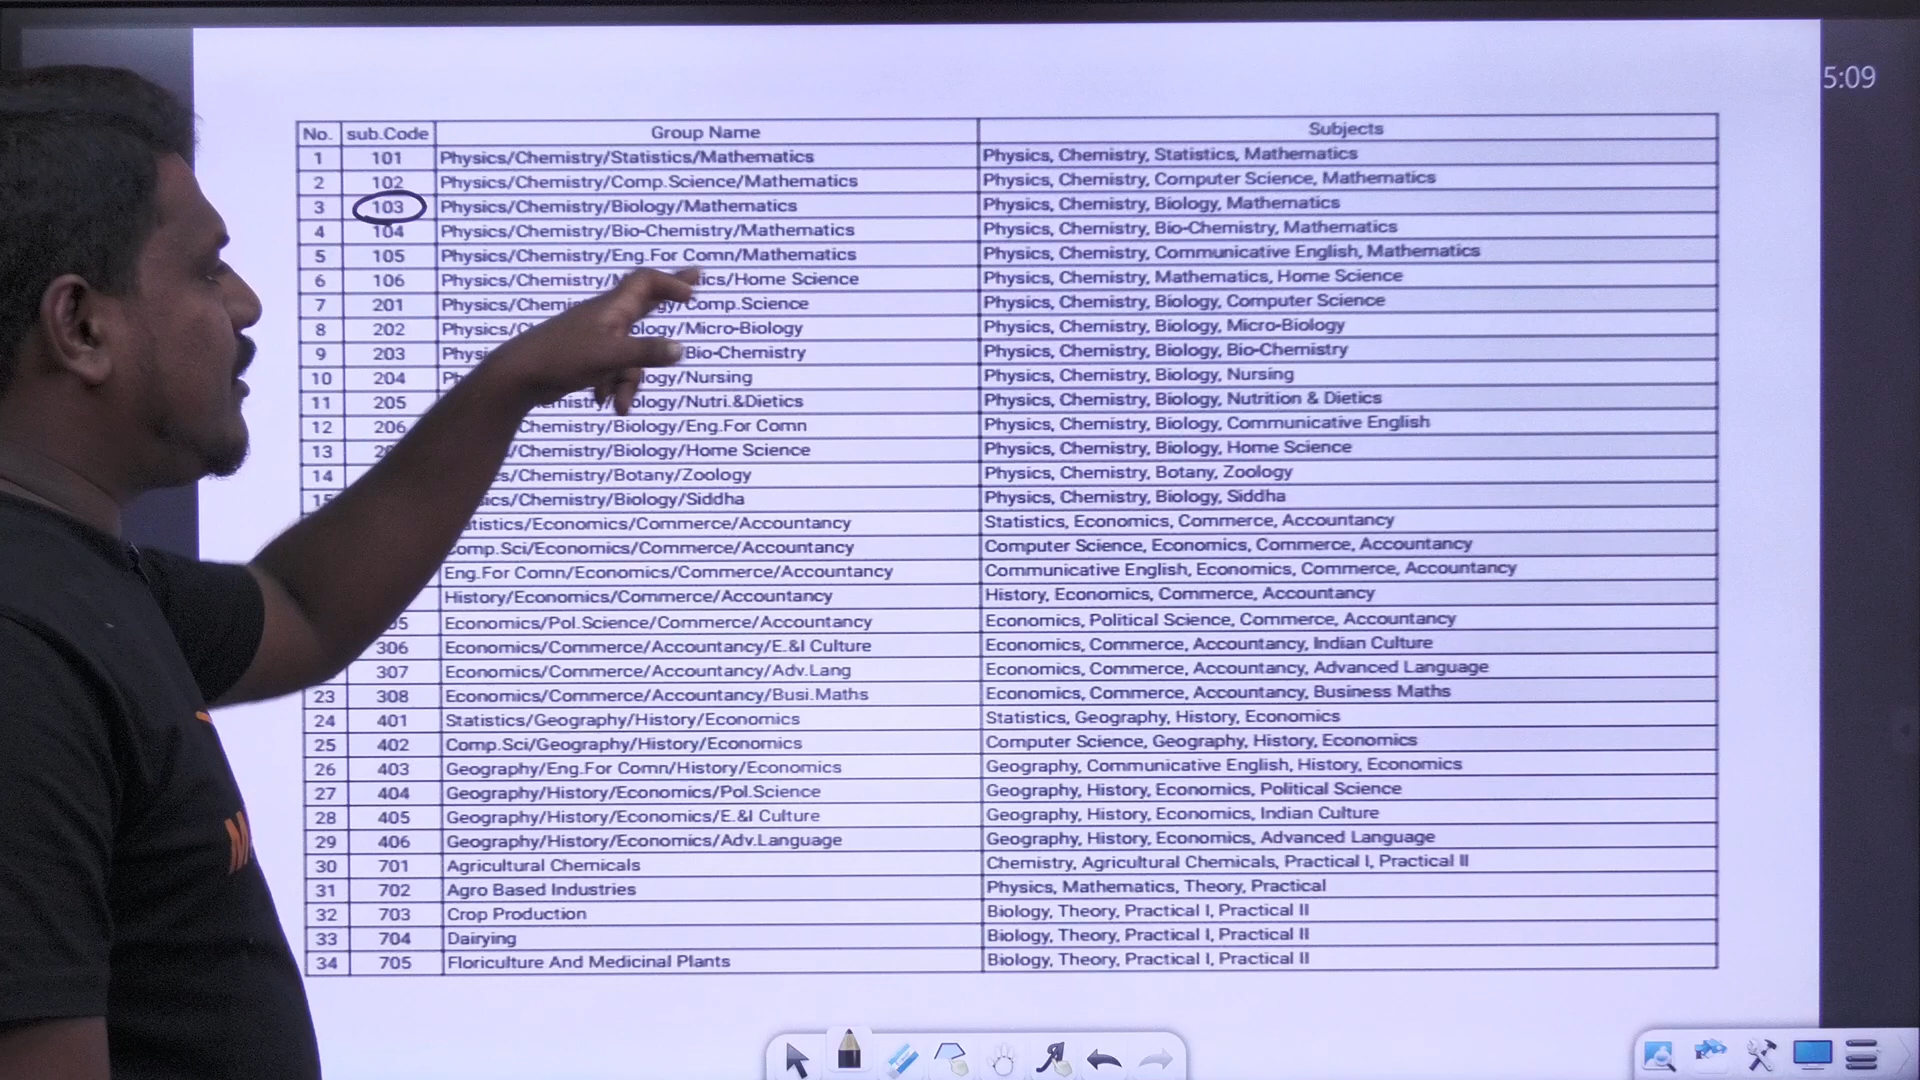 5:09
No. sub.Code Group Name Subjects
1 101 Physics/Chemistry/Statistics/Mathematics Physics, Chemistry, Statistics, Mathematics
2 102 Physics/Chemistry/Comp.Science/Mathematics Physics, Chemistry, Computer Science, Mathematics
3 103 Physics/Chemistry/Biology/Mathematics Physics, Chemistry, Biology, Mathematics
4 104 Physics/Chemistry/Bio-Chemistry/Mathematics Physics, Chemistry, Bio-Chemistry, Mathematics
5 105 Physics/Chemistry/Eng.For Comn/Mathematics Physics, Chemistry, Communicative English, Mathematics
6 106 Physics/Chemistry/ /Home Science Physics, Chemistry, Mathematics, Home Science
7 201 Physics/ /Comp.Science Physics, Chemistry, Biology, Computer Science
8 202 Physics/ /Micro-Biology Physics, Chemistry, Biology, Micro-Biology
9 203 Bio-Chemistry Physics, Chemistry, Biology, Bio-Chemistry
10 204 /Nursing Physics, Chemistry, Biology, Nursing
11 205 /Nutri.&Dietics Physics, Chemistry, Biology, Nutrition & Dietics
12 206 Chemistry/Biology/Eng.For Comn Physics, Chemistry, Biology, Communicative English
13 /Chemistry/Biology/Home Science Physics, Chemistry, Biology, Home Science
14 /Chemistry/Botany/Zoology Physics, Chemistry, Botany, Zoology
15 /Chemistry/Biology/Siddha Physics, Chemistry, Biology, Siddha
/Economics/Commerce/Accountancy Statistics, Economics, Commerce, Accountancy
Comp.Sci/Economics/Commerce/Accountancy Computer Science, Economics, Commerce, Accountancy
Eng.For Comn/Economics/Commerce/Accountancy Communicative English, Economics, Commerce, Accountancy
History/Economics/Commerce/Accountancy History, Economics, Commerce, Accountancy
Economics/Pol.Science/Commerce/Accountancy Economics, Political Science, Commerce, Accountancy
306 Economics/Commerce/Accountancy/E.&I Culture Economics, Commerce, Accountancy, Indian Culture
307 Economics/Commerce/Accountancy/Adv.Lang Economics, Commerce, Accountancy, Advanced Language
23 308 Economics/Commerce/Accountancy/Busi.Maths Economics, Commerce, Accountancy, Business Maths
24 401 Statistics/Geography/History/Economics Statistics, Geography, History, Economics
25 402 Comp.Sci/Geography/History/Economics Computer Science, Geography, History, Economics
26 403 Geography/Eng.For Comn/History/Economics Geography, Communicative English, History, Economics
27 404 Geography/History/Economics/Pol.Science Geography, History, Economics, Political Science
28 405 Geography/History/Economics/E.&I Culture Geography, History, Economics, Indian Culture
29 406 Geography/History/Economics/Adv.Language Geography, History, Economics, Advanced Language
30 701 Agricultural Chemicals Chemistry, Agricultural Chemicals, Practical I, Practical II
31 702 Agro Based Industries Physics, Mathematics, Theory, Practical
32 703 Crop Production Biology, Theory, Practical I, Practical II
33 704 Dairying Biology, Theory, Practical I, Practical II
34 705 Floriculture And Medicinal Plants Biology, Theory, Practical I, Practical II